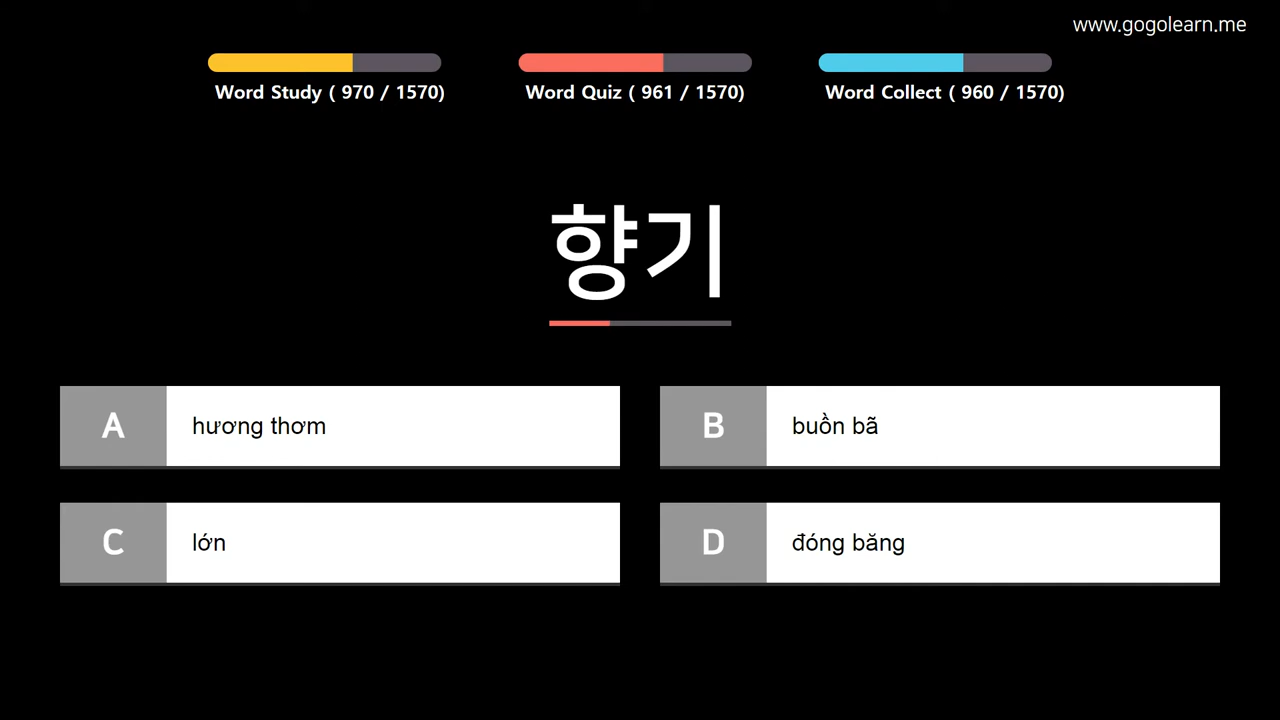 www.gogolearn.me
Word Study ( 970 / 1570)
Word Quiz ( 961 / 1570)
Word Collect ( 960 / 1570)
향기
A hương thơm
B buồn bã
C lớn
D đóng băng